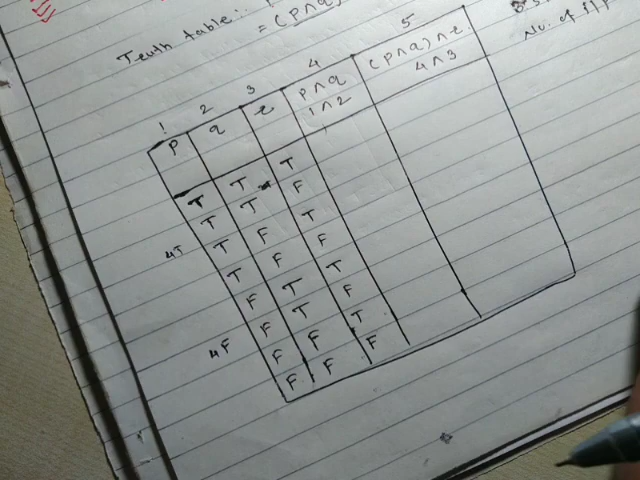 = (p∧q)
Truth table:
No. of
1 2 3 4 5
p q r p∧q (p∧q)∧r
1∧2 4∧3
T T T
T T F
T F T
4T T F F
F T T
F T F
4F F F T
F F F